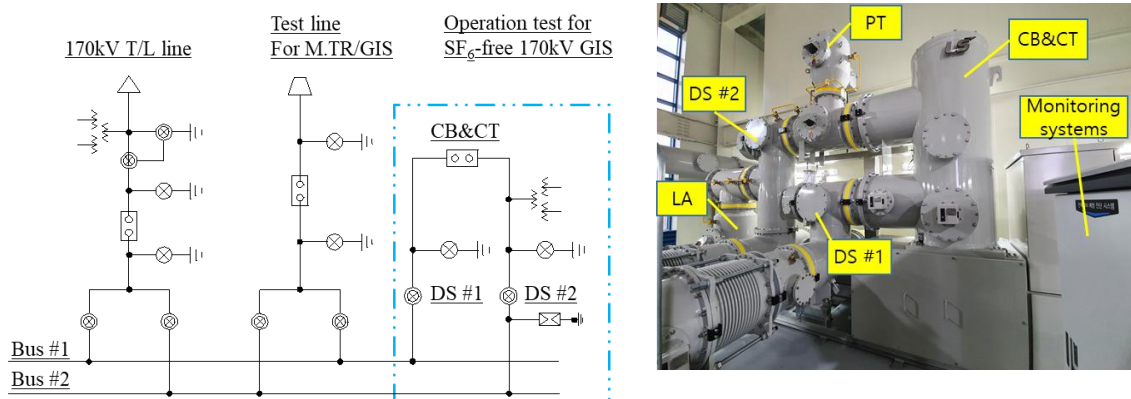 170kV T/L line
Test line
For M.TR/GIS
Operation test for
SF6-free 170kV GIS
CB&CT
DS #1
DS #2
Bus #1
Bus #2
PT
CB&CT
DS #2
Monitoring
systems
LA
DS #1